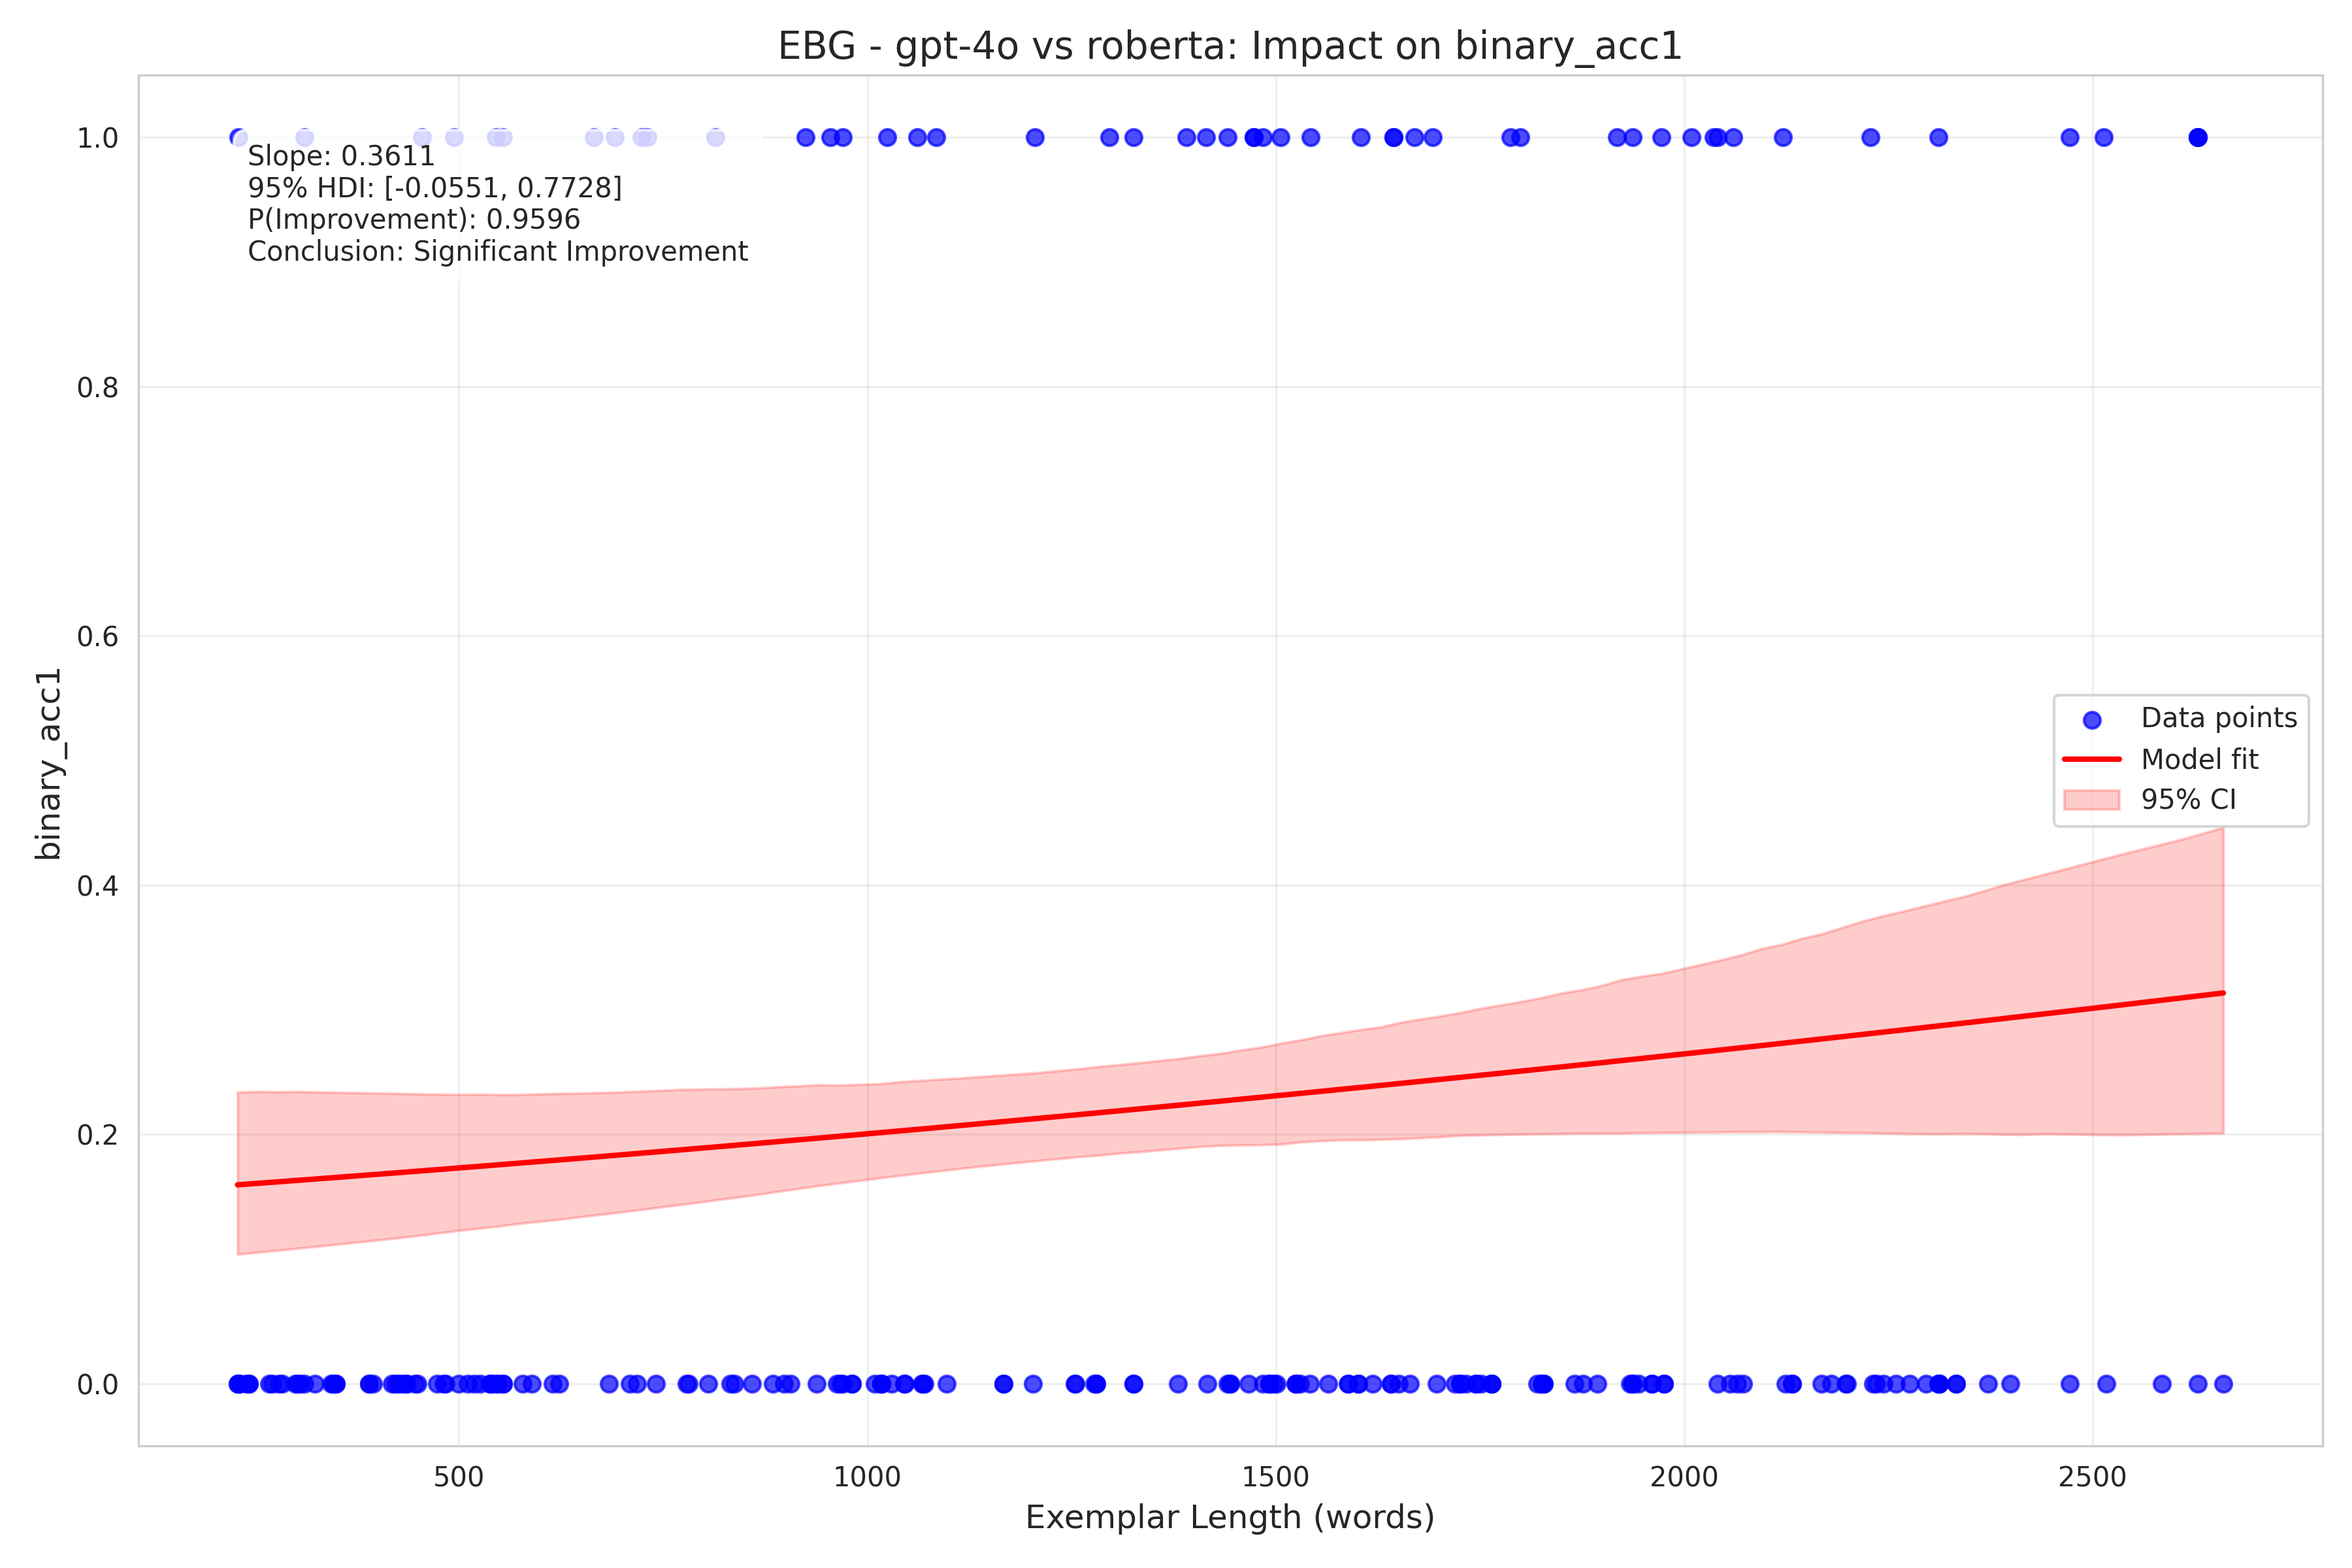 EBG - gpt-4o vs roberta: Impact on binary_acc1
1.0
0.8
0.6
0.4
0.2
0.0
binary_acc1
Slope: 0.3611
95% HDI: [-0.0551, 0.7728]
P(Improvement): 0.9596
Conclusion: Significant Improvement
Data points
Model fit
95% CI
500 1000 1500 2000 2500
Exemplar Length (words)